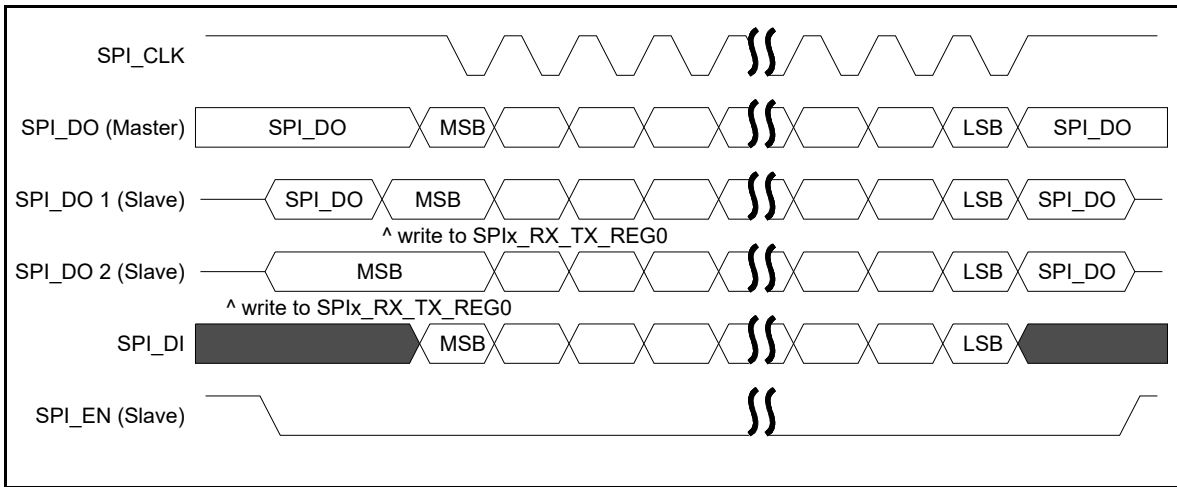 SPI_CLK
SPI_DO (Master) SPI_DO MSB LSB SPI_DO
SPI_DO 1 (Slave) SPI_DO MSB LSB SPI_DO
^ write to SPIx_RX_TX_REG0
SPI_DO 2 (Slave) MSB LSB SPI_DO
^ write to SPIx_RX_TX_REG0
SPI_DI MSB LSB
SPI_EN (Slave)